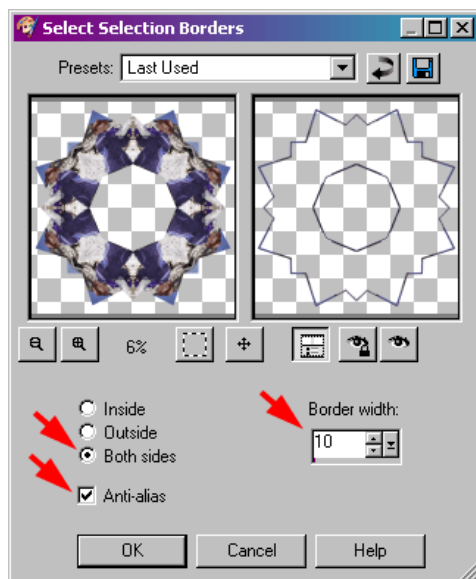 Select Selection Borders
Presets: Last Used
6%
Inside
Outside
Both sides
Border width:
10
Anti-alias
OK Cancel Help